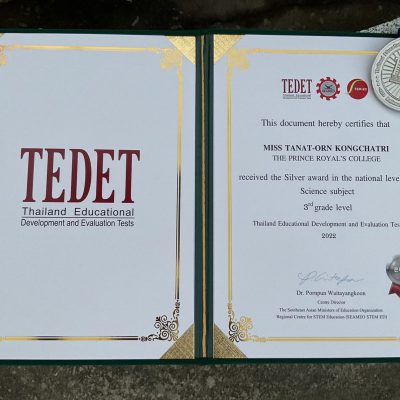 TEDET
Thailand Educational
Development and Evaluation Tests
TEDET
This document hereby certifies that
MISS TANAT-ORN KONGCHATRI
THE PRINCE ROYAL'S COLLEGE
received the Silver award in the national level
Science subject
3rd grade level
Thailand Educational Development and Evaluation Tests
2022
Dr. Pornpun Waitayangkoon
Centre Director
The Southeast Asian Ministers of Education Organization
Regional Centre for STEM Education (SEAMEO STEM-ED)